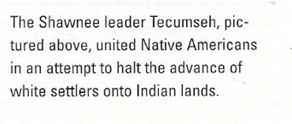 The Shawnee leader Tecumseh, pic-
tured above, united Native Americans
in an attempt to halt the advance of
white settlers onto Indian lands.